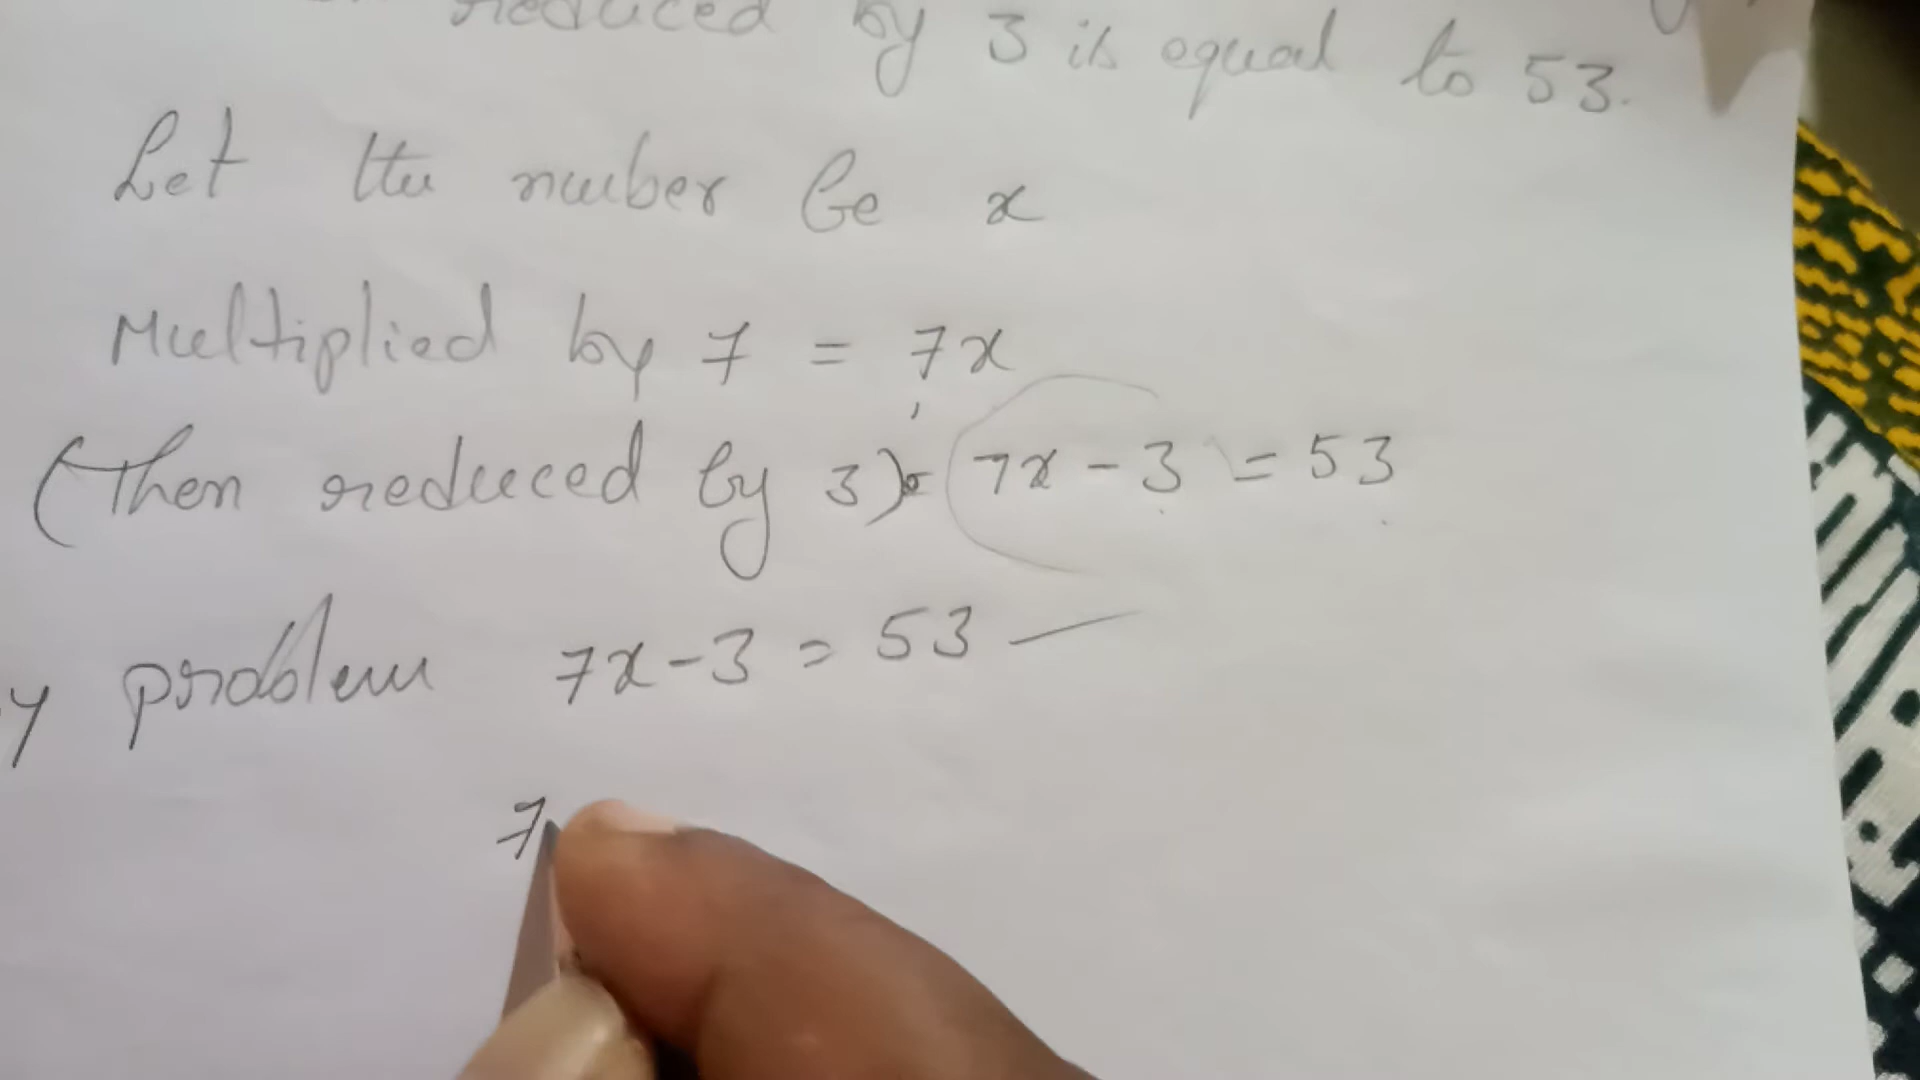 reduced by 3 is equal to 53.
Let the number be x
Multiplied by 7 = 7x
(then reduced by 3) = 7x - 3 = 53
y problem 7x - 3 = 53
7